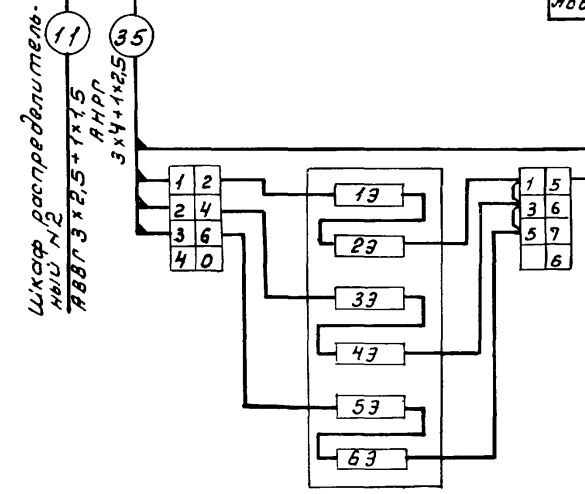 11
35
Шкаф распределитель-
ный №2
АВВГ 3×2,5+1×1,5
АНРГ
3×4+1×2,5
1 2
2 4
3 6
4 0
1Э
2Э
3Э
4Э
5Э
6Э
1 5
3 6
5 7
6